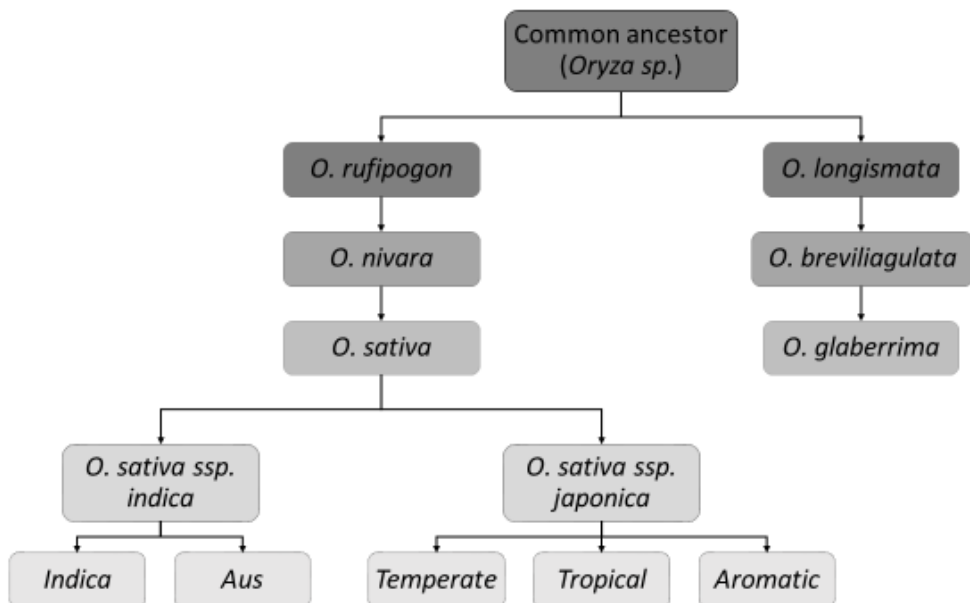 Common ancestor
(Oryza sp.)
O. rufipogon
O. longismata
O. nivara
O. breviliagulata
O. sativa
O. glaberrima
O. sativa ssp.
indica
O. sativa ssp.
japonica
Indica
Aus
Temperate
Tropical
Aromatic